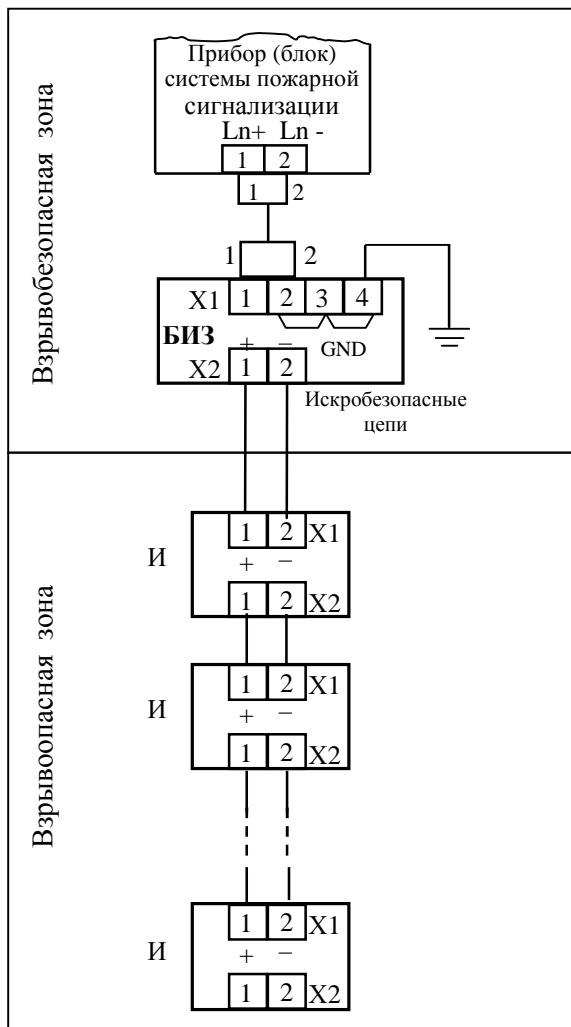 Взрывобезопасная зона
Прибор (блок)
системы пожарной
сигнализации
Ln+ Ln -
1 2
1 2
1 2
X1 1 2 3 4
БИЗ + − GND
X2 1 2
Искробезопасные
цепи
Взрывоопасная зона
1 2 X1
И + −
1 2 X2
1 2 X1
И + −
1 2 X2
1 2 X1
И + −
1 2 X2